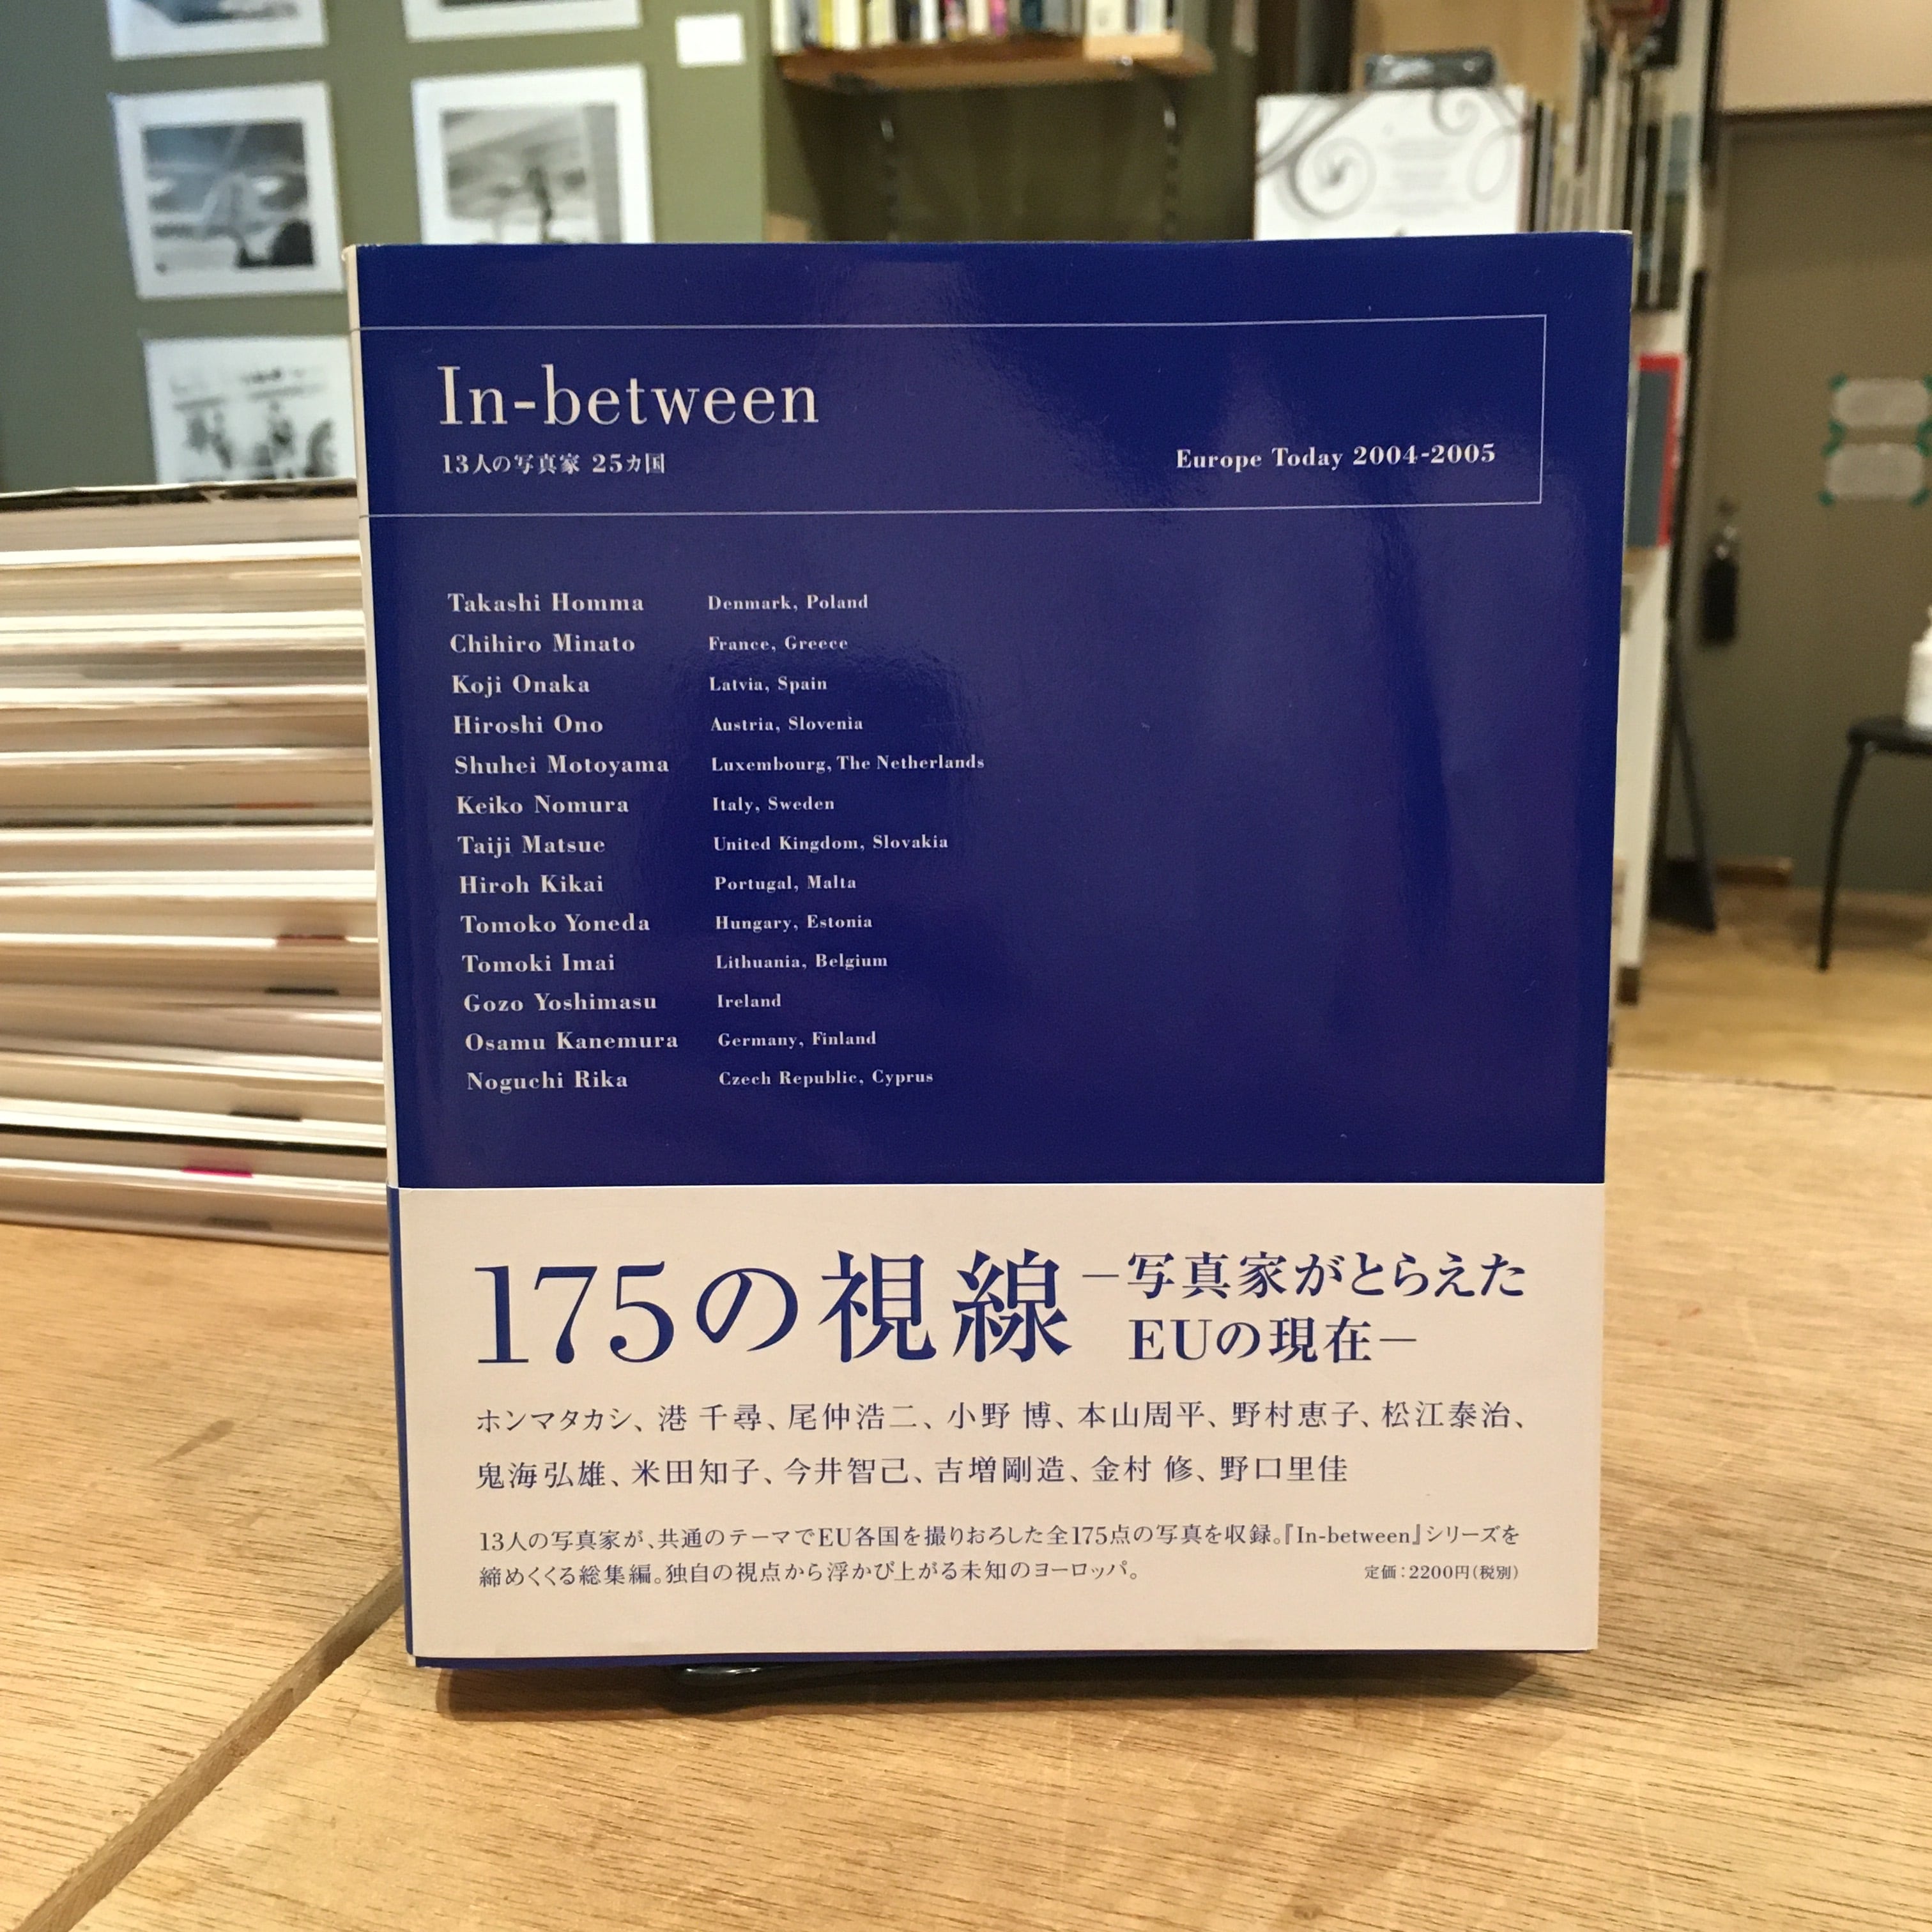 In-between
13人の写真家 25カ国
Europe Today 2004-2005
Takashi Homma Denmark, Poland
Chihiro Minato France, Greece
Koji Onaka Latvia, Spain
Hiroshi Ono Austria, Slovenia
Shuhei Motoyama Luxembourg, The Netherlands
Keiko Nomura Italy, Sweden
Taiji Matsue United Kingdom, Slovakia
Hiroh Kikai Portugal, Malta
Tomoko Yoneda Hungary, Estonia
Tomoki Imai Lithuania, Belgium
Gozo Yoshimasu Ireland
Osamu Kanemura Germany, Finland
Noguchi Rika Czech Republic, Cyprus
175の視線
―写真家がとらえた
EUの現在―
ホンマタカシ、港 千尋、尾仲浩二、小野 博、本山周平、野村恵子、松江泰治、
鬼海弘雄、米田知子、今井智己、吉増剛造、金村 修、野口里佳
13人の写真家が、共通のテーマでEU各国を撮りおろした全175点の写真を収録。『In-between』シリーズを
締めくくる総集編。独自の視点から浮かび上がる未知のヨーロッパ。
定価：2200円（税別）